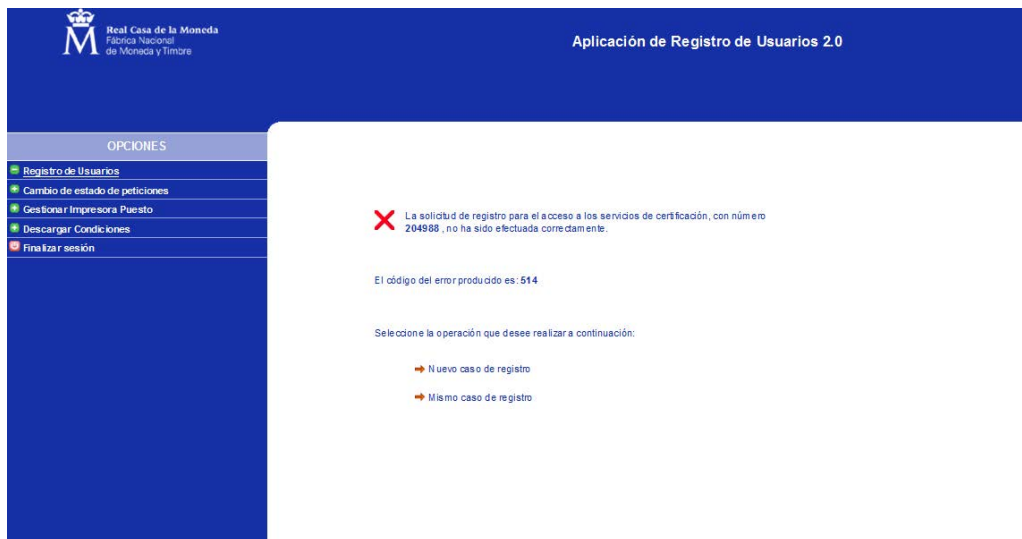 Real Casa de la Moneda
Fábrica Nacional
de Moneda y Timbre
Aplicación de Registro de Usuarios 2.0
OPCIONES
Registro de Usuarios
Cambio de estado de peticiones
Gestionar Impresora Puesto
Descargar Condiciones
Finalizar sesión
La solicitud de registro para el acceso a los servicios de certificación, con número
204988 , no ha sido efectuada correctamente.
El código del error producido es: 514
Seleccione la operación que desee realizar a continuación:
Nuevo caso de registro
Mismo caso de registro